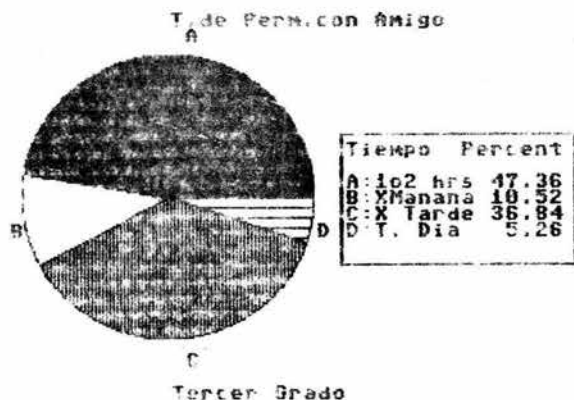 T.de Perm.con Amigo
A
Tiempo Percent
A:1o2 hrs 47.36
B:XManana 10.52
C:X Tarde 36.84
D:T. Dia 5.26
B
D
C
Tercer Grado